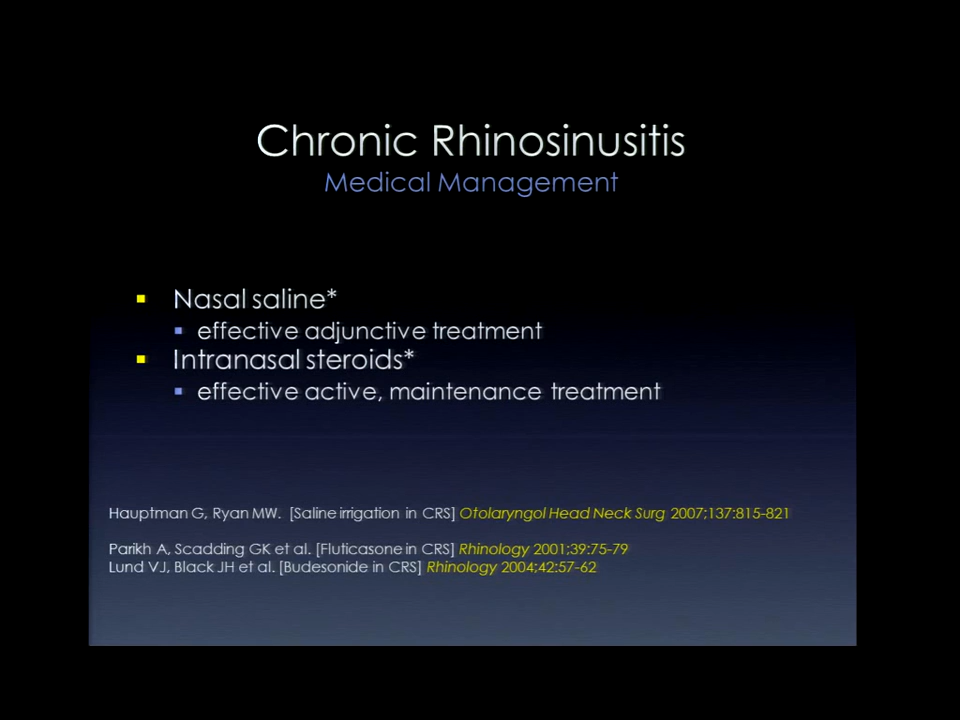 Chronic Rhinosinusitis
Medical Management
▪ Nasal saline*
▪ effective adjunctive treatment
▪ Intranasal steroids*
▪ effective active, maintenance treatment
Hauptman G, Ryan MW. [Saline irrigation in CRS] Otolaryngol Head Neck Surg 2007;137:815-821
Parikh A, Scadding GK et al. [Fluticasone in CRS] Rhinology 2001;39:75-79
Lund VJ, Black JH et al. [Budesonide in CRS] Rhinology 2004;42:57-62